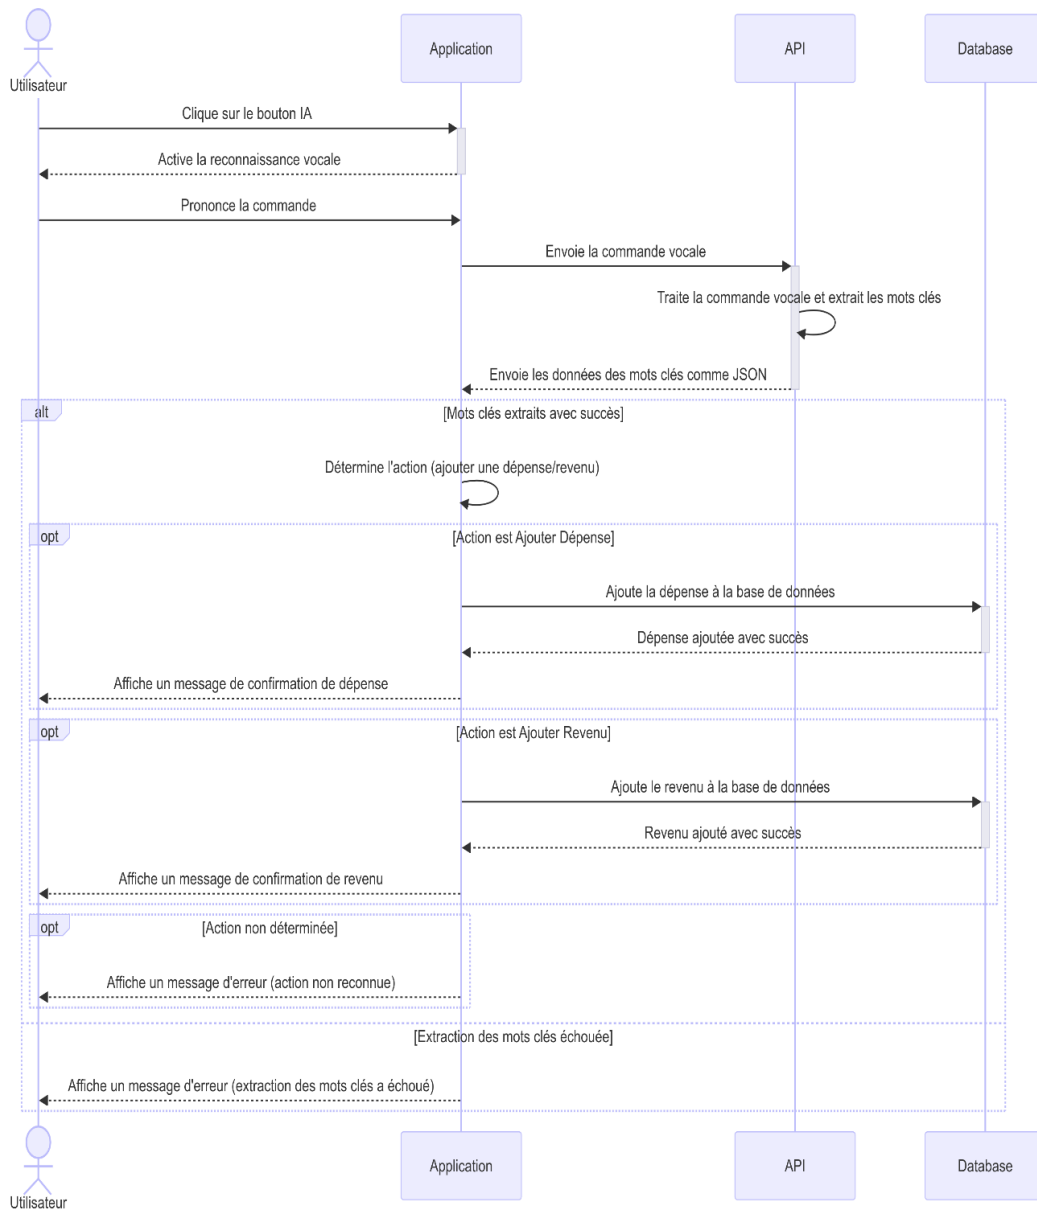 Utilisateur
Application
API
Database
Clique sur le bouton IA
Active la reconnaissance vocale
Prononce la commande
Envoie la commande vocale
Traite la commande vocale et extrait les mots clés
Envoie les données des mots clés comme JSON
alt
[Mots clés extraits avec succès]
Détermine l'action (ajouter une dépense/revenu)
opt
[Action est Ajouter Dépense]
Ajoute la dépense à la base de données
Dépense ajoutée avec succès
Affiche un message de confirmation de dépense
opt
[Action est Ajouter Revenu]
Ajoute le revenu à la base de données
Revenu ajouté avec succès
Affiche un message de confirmation de revenu
opt
[Action non déterminée]
Affiche un message d'erreur (action non reconnue)
[Extraction des mots clés échouée]
Affiche un message d'erreur (extraction des mots clés a échoué)
Utilisateur
Application
API
Database